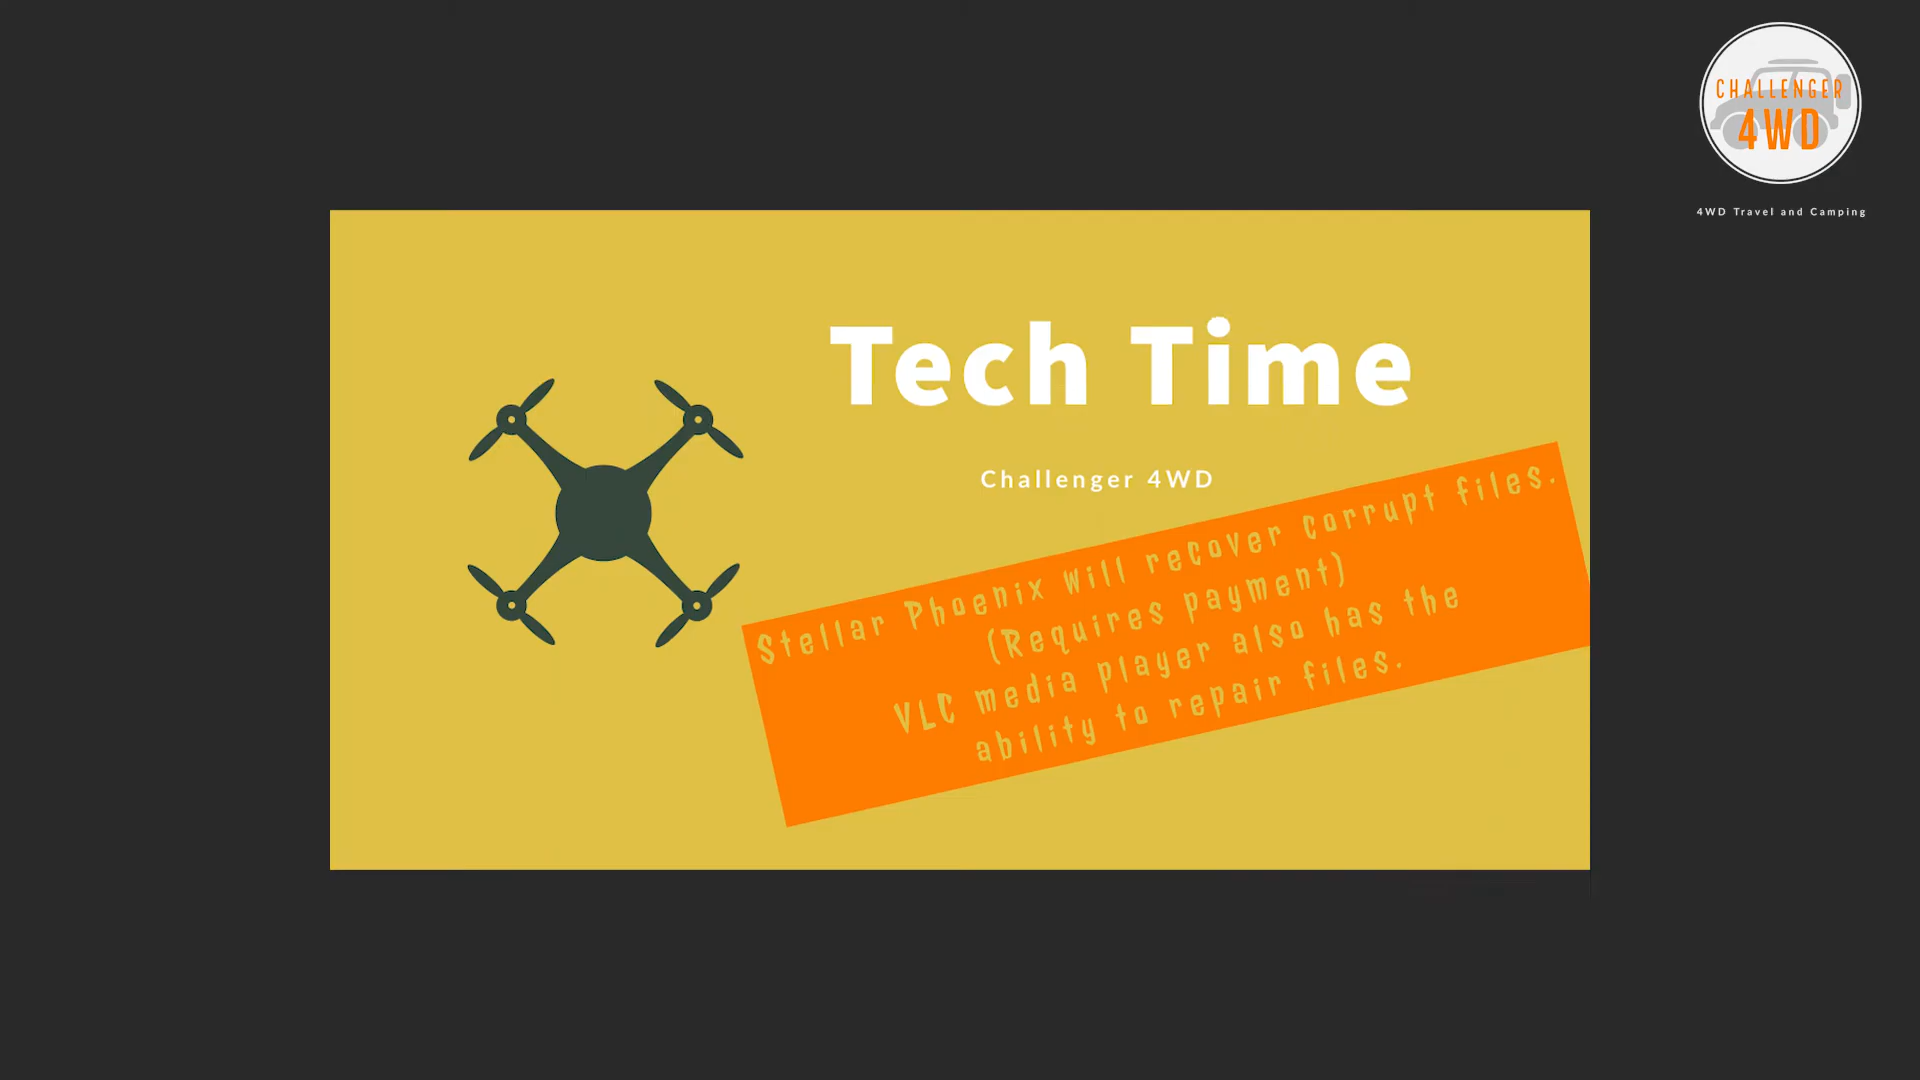 CHALLENGER
4WD
4WD Travel and Camping
Tech Time
Challenger 4WD
Stellar Phoenix will recover corrupt files.
(Requires payment)
VLC media player also has the
ability to repair files.